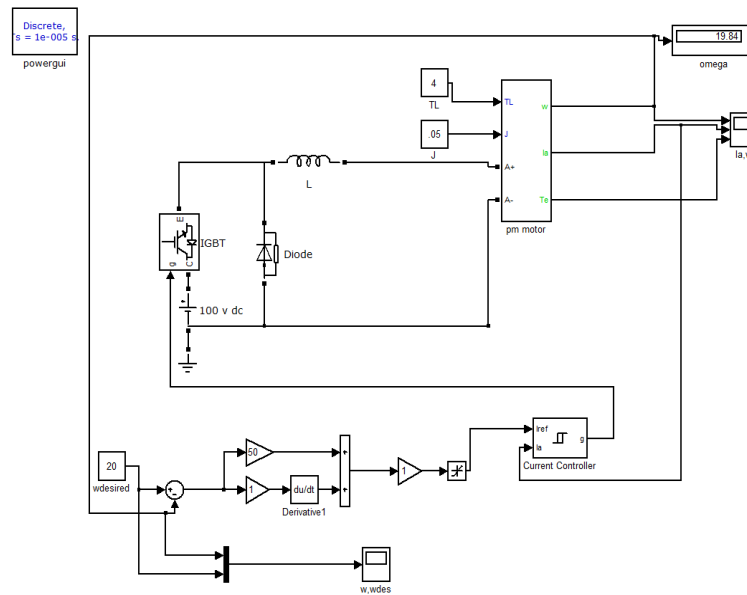 Discrete,
's = 1e-005 s.
powergui
19.84
omega
4
TL
.05
J
TL
J
A+
A-
w
Ia
Te
pm motor
Ia,
L
E
IGBT
g
C
Diode
100 v dc
20
wdesired
50
1
du/dt
Derivative1
1
Iref
Ia
g
Current Controller
w,wdes